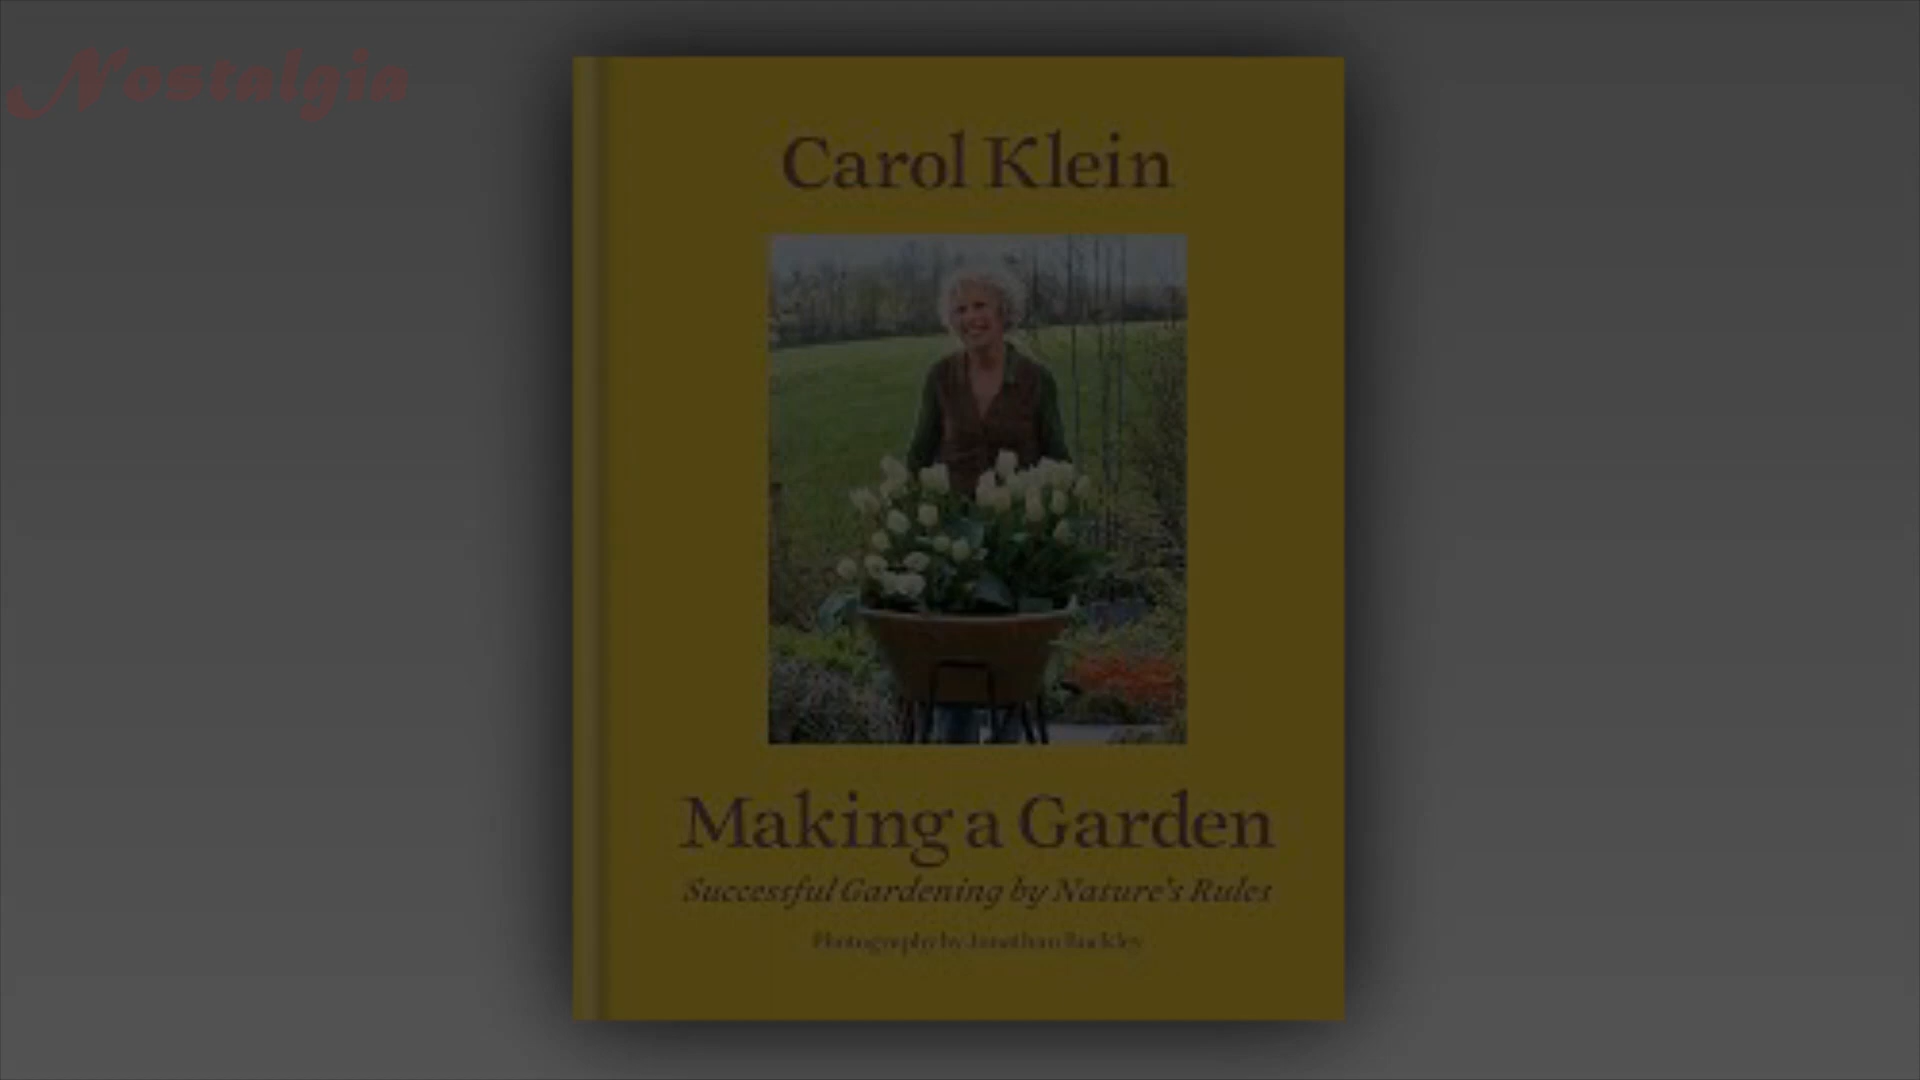 Nostalgia
Carol Klein
Making a Garden
Successful Gardening by Nature's Rules
Photography by Jonathan Buckley